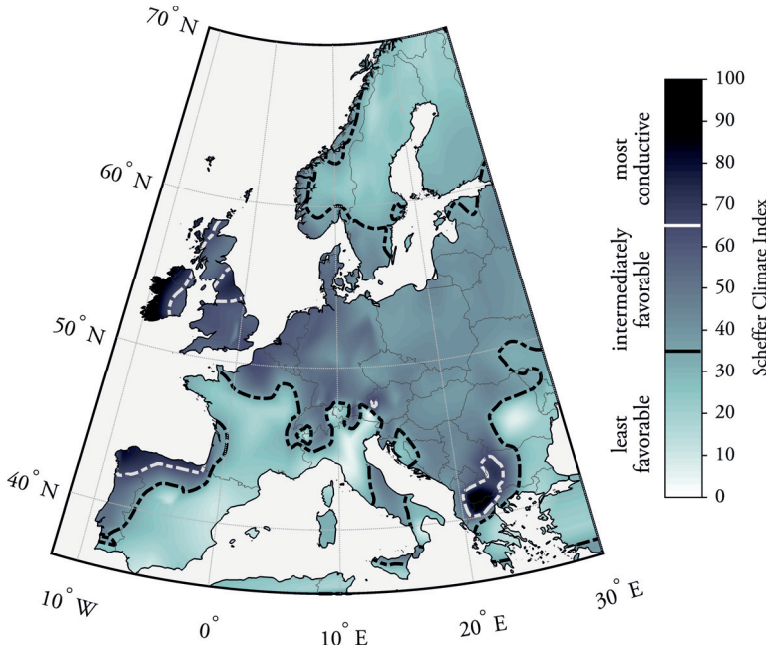 70° N
60° N
50° N
40° N
10° W
0°
10° E
20° E
30° E
100
90
80
70
60
50
40
30
20
10
0
most
conductive
intermediately
favorable
least
favorable
Scheffer Climate Index